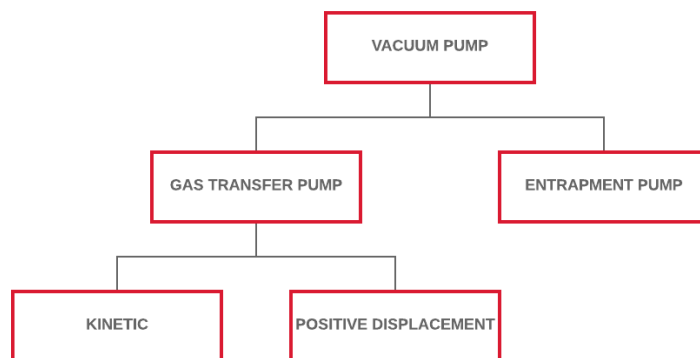 VACUUM PUMP
GAS TRANSFER PUMP
ENTRAPMENT PUMP
KINETIC
POSITIVE DISPLACEMENT